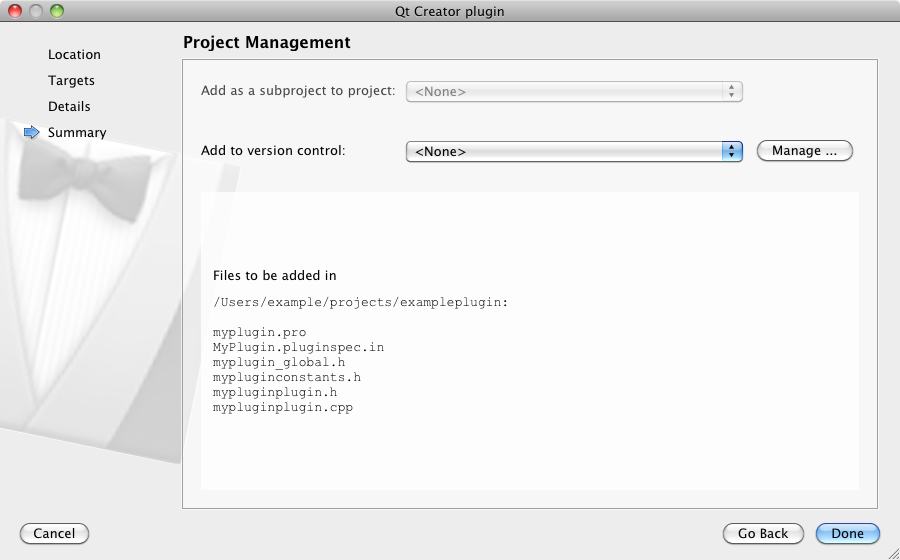 Qt Creator plugin
Location
Targets
Details
Summary
Project Management
Add as a subproject to project: <None>
Add to version control: <None> Manage ...
Files to be added in
/Users/example/projects/exampleplugin:
myplugin.pro
MyPlugin.pluginspec.in
myplugin_global.h
mypluginconstants.h
mypluginplugin.h
mypluginplugin.cpp
Cancel Go Back Done